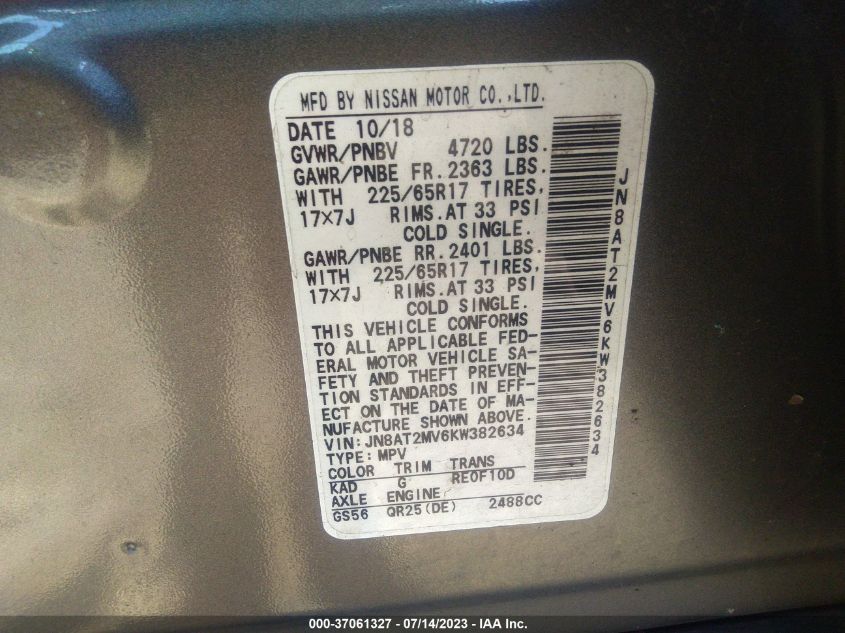 MFD BY NISSAN MOTOR CO.,LTD.
DATE 10/18
GVWR/PNBV 4720 LBS.
GAWR/PNBE FR. 2363 LBS.
WITH 225/65R17 TIRES,
17×7J RIMS.AT 33 PSI
COLD SINGLE.
GAWR/PNBE RR. 2401 LBS.
WITH 225/65R17 TIRES,
17×7J RIMS.AT 33 PSI
COLD SINGLE.
THIS VEHICLE CONFORMS
TO ALL APPLICABLE FED-
ERAL MOTOR VEHICLE SA-
FETY AND THEFT PREVEN-
TION STANDARDS IN EFF-
ECT ON THE DATE OF MA-
NUFACTURE SHOWN ABOVE.
VIN:JN8AT2MV6KW382634
TYPE:MPV
COLOR TRIM TRANS
KAD G RE0F10D
AXLE ENGINE
GS56 QR25(DE) 2488CC
JN8AT2MV6KW382634
000-37061327 - 07/14/2023 - IAA Inc.